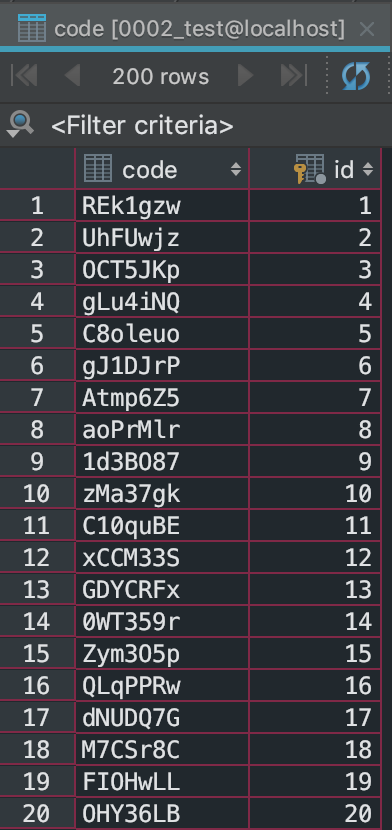 code [0002_test@localhost]
200 rows
<Filter criteria>
code id
1 REk1gzw 1
2 UhFUwjz 2
3 OCT5JKp 3
4 gLu4iNQ 4
5 C8oleuo 5
6 gJ1DJrP 6
7 Atmp6Z5 7
8 aoPrMlr 8
9 1d3BO87 9
10 zMa37gk 10
11 C10quBE 11
12 xCCM33S 12
13 GDYCRFx 13
14 0WT359r 14
15 Zym3O5p 15
16 QLqPPRw 16
17 dNUDQ7G 17
18 M7CSr8C 18
19 FIOHwLL 19
20 OHY36LB 20